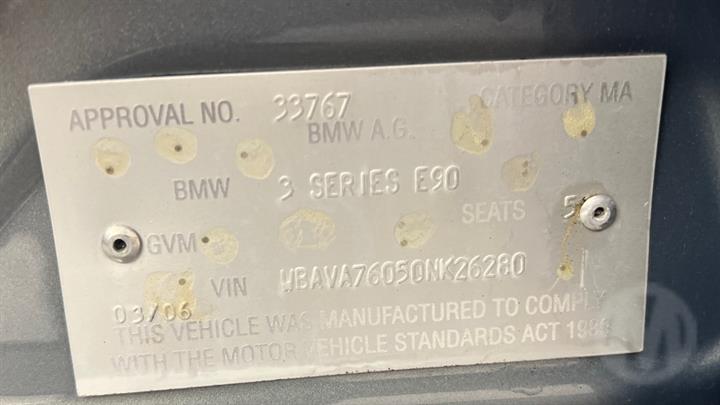 APPROVAL NO. 33767 CATEGORY MA
BMW A.G.
BMW 3 SERIES E90
SEATS 5
GVM
VIN WBAVA76050NK26280
03/06
THIS VEHICLE WAS MANUFACTURED TO COMPLY
WITH THE MOTOR VEHICLE STANDARDS ACT 1989